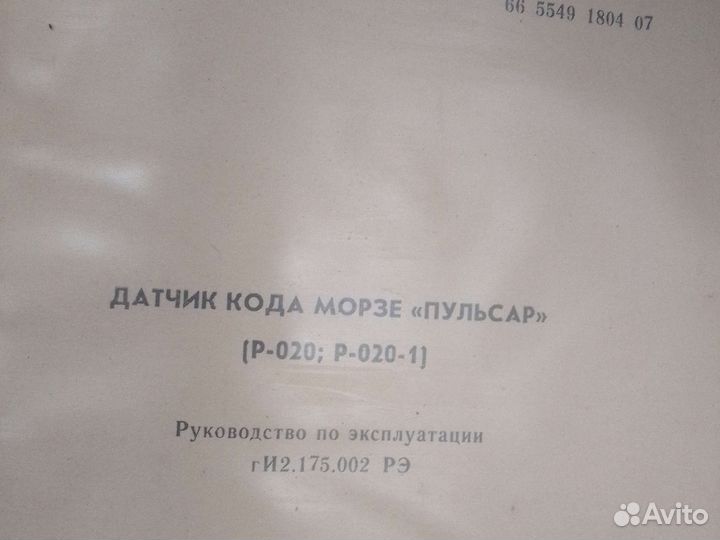 66 5549 1804 07
ДАТЧИК КОДА МОРЗЕ «ПУЛЬСАР»
(Р-020; Р-020-1)
Руководство по эксплуатации
гИ2.175.002 РЭ
Avito